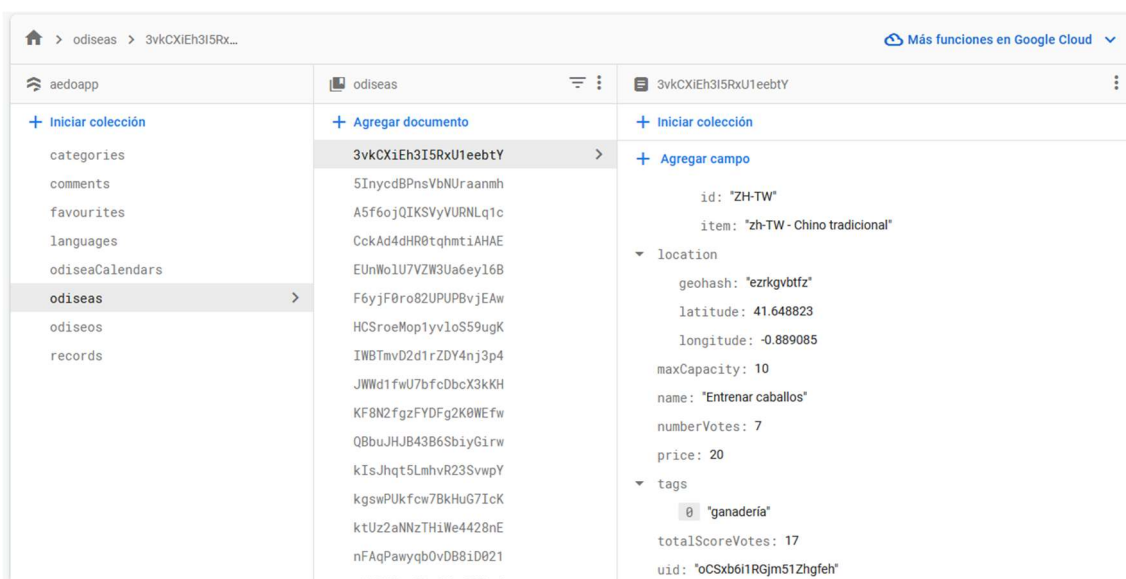 odiseas > 3vkCXiEh3I5Rx...
Más funciones en Google Cloud
aedoapp
+ Iniciar colección
categories
comments
favourites
languages
odiseaCalendars
odiseas
odiseos
records
odiseas
+ Agregar documento
3vkCXiEh3I5RxU1eebtY
5InycdBPnsVbNUraanmh
A5f6ojQIKSVyVURNLq1c
CckAd4dHR0tqhmtiAHAE
EUnWolU7VZW3Ua6eyl6B
F6yjF0ro82UPUPBvjEAw
HCSroeMop1yvloS59ugK
IWBTmvD2d1rZDY4nj3p4
JWWd1fwU7bfcDbcX3kKH
KF8N2fgzFYDFg2K0WEfw
QBbuJHJB43B6SbiyGirw
kIsJhqt5LmhvR23SvwpY
kgswPUkfcw7BkHuG7IcK
ktUz2aNNzTHiWe4428nE
nFAqPawyqbOvDB8iD021
3vkCXiEh3I5RxU1eebtY
+ Iniciar colección
+ Agregar campo
id: "ZH-TW"
item: "zh-TW - Chino tradicional"
location
geohash: "ezrkgvbtfz"
latitude: 41.648823
longitude: -0.889085
maxCapacity: 10
name: "Entrenar caballos"
numberVotes: 7
price: 20
tags
0 "ganadería"
totalScoreVotes: 17
uid: "oCSxb6i1RGjm51Zhgfeh"